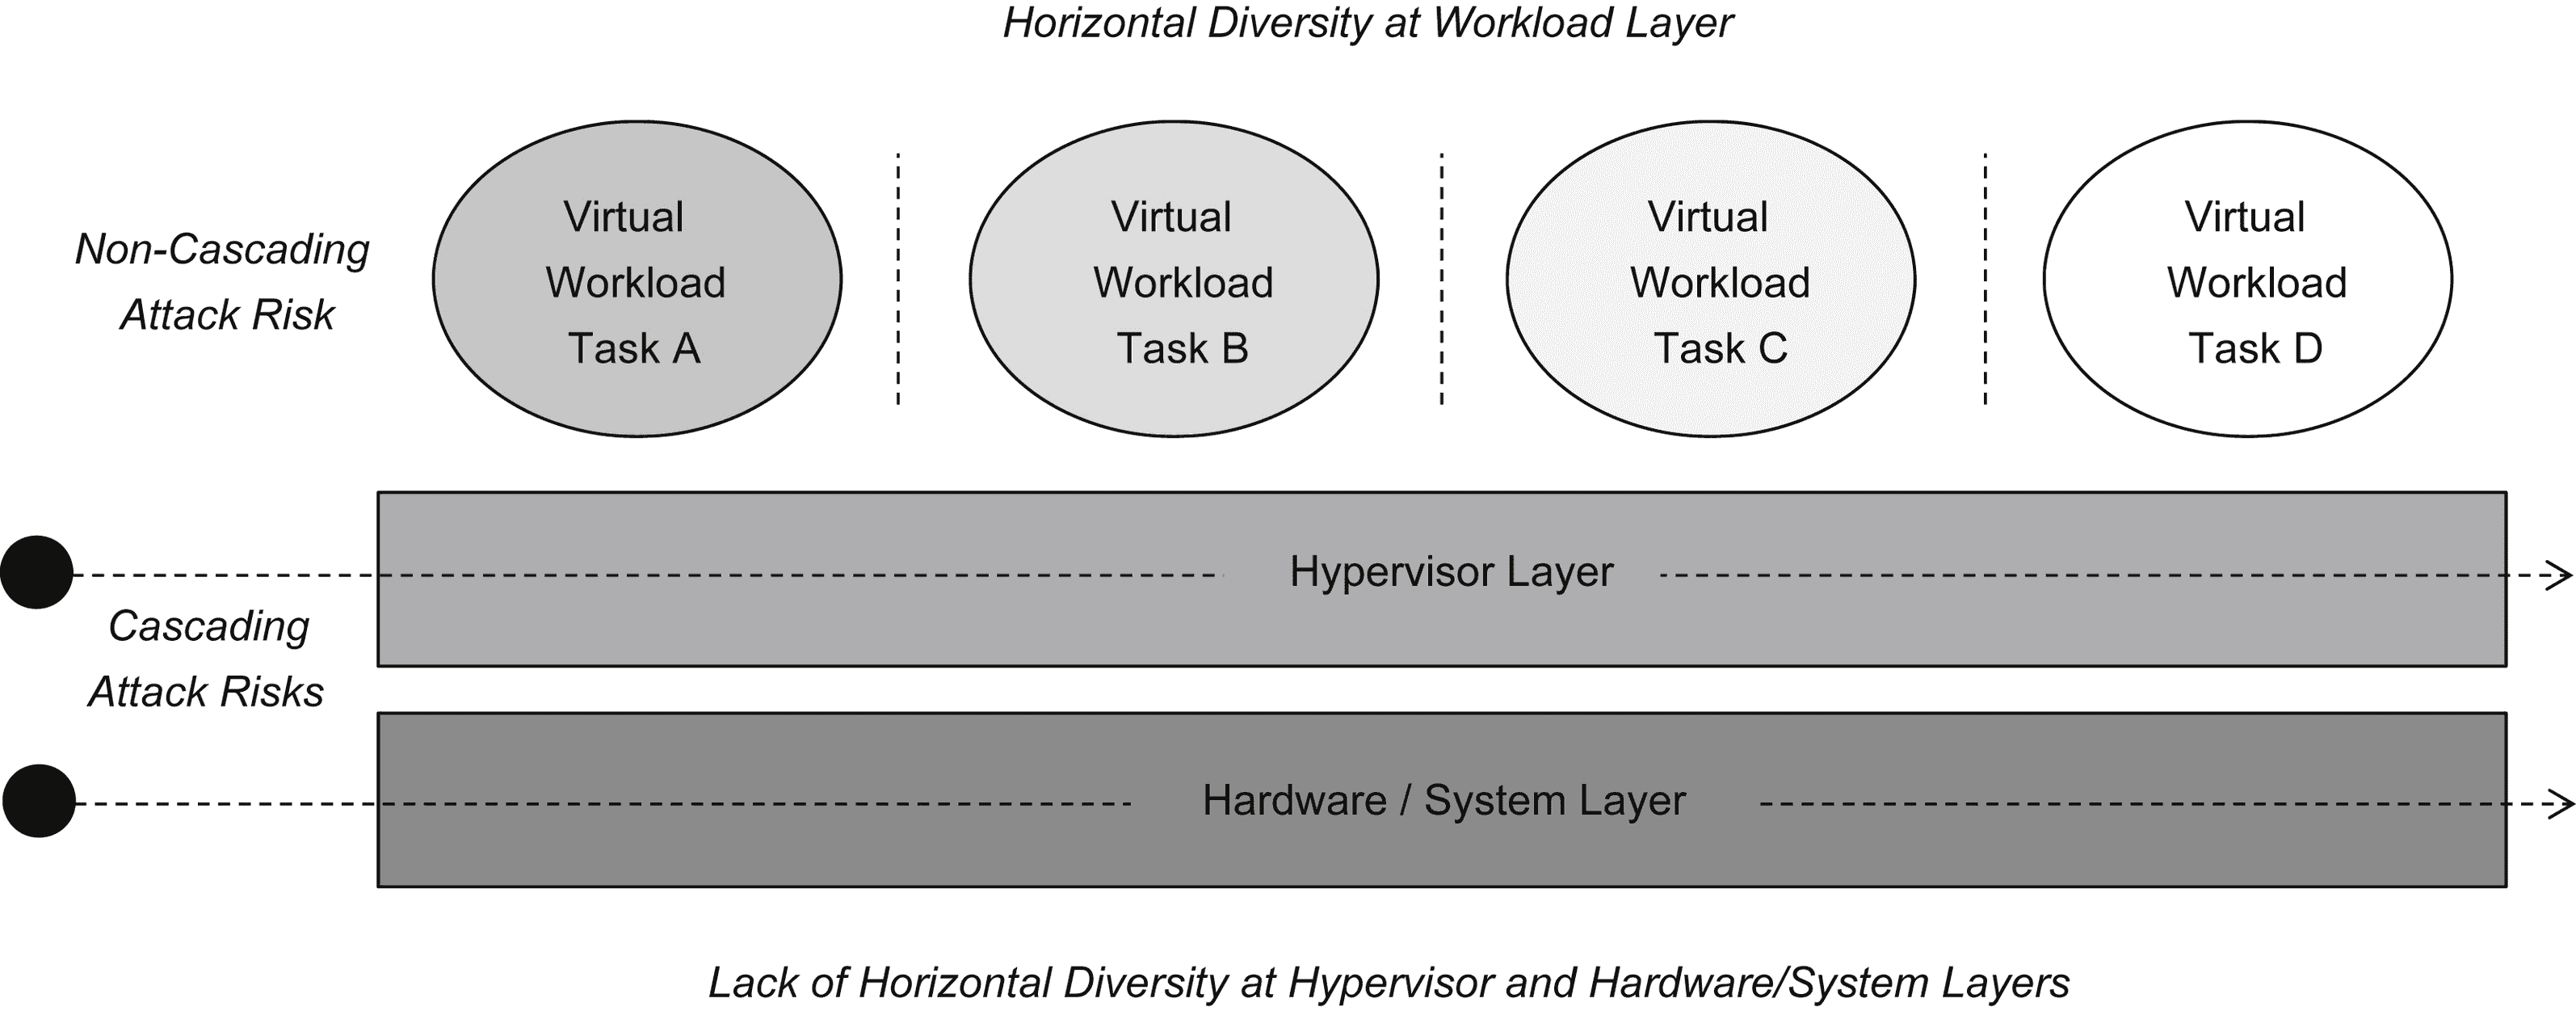 Horizontal Diversity at Workload Layer
Non-Cascading
Attack Risk
Virtual
Workload
Task A
Virtual
Workload
Task B
Virtual
Workload
Task C
Virtual
Workload
Task D
Hypervisor Layer
Cascading
Attack Risks
Hardware / System Layer
Lack of Horizontal Diversity at Hypervisor and Hardware/System Layers